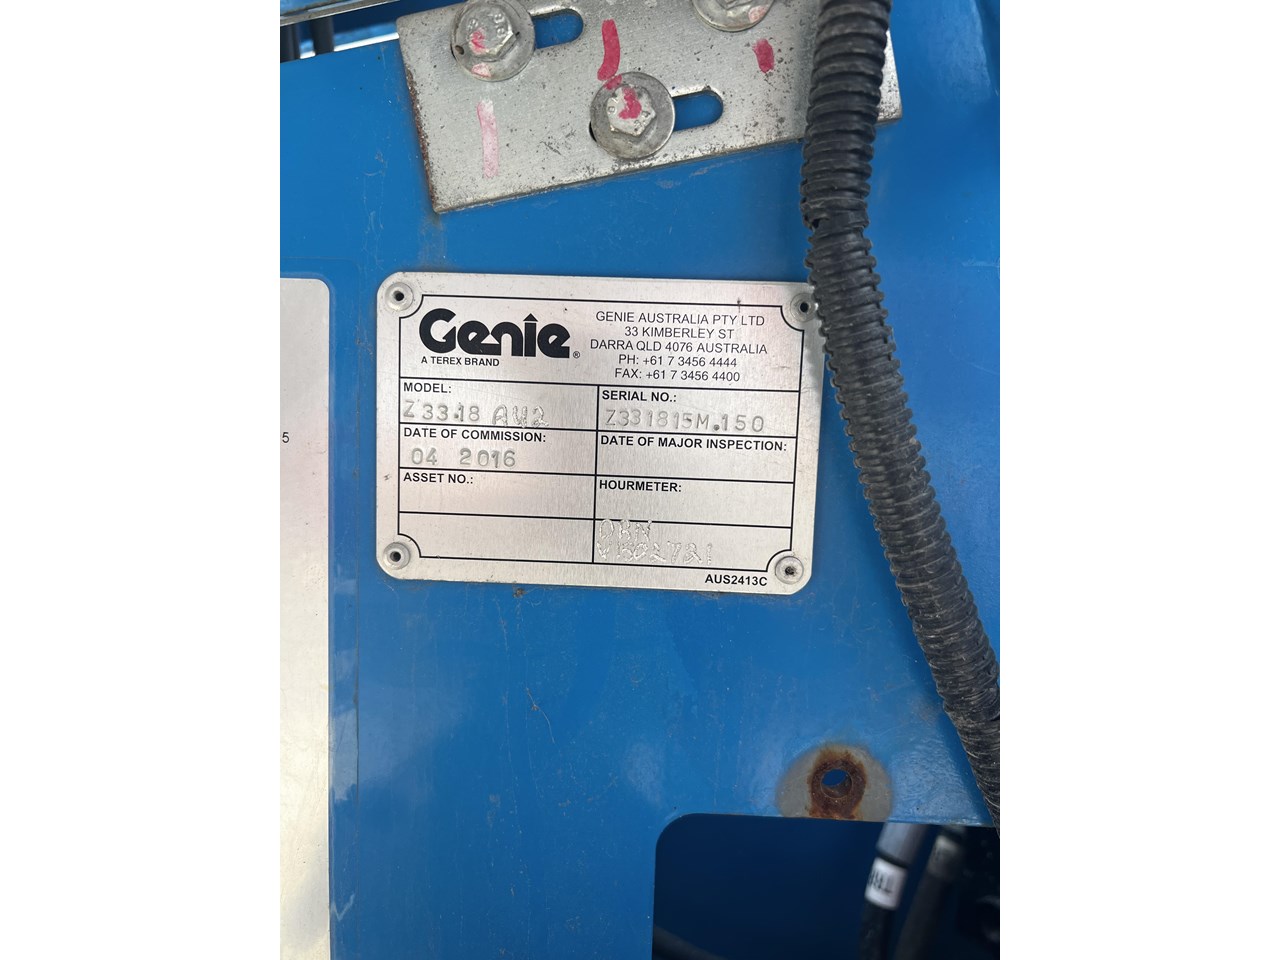 Genie®
A TEREX BRAND
GENIE AUSTRALIA PTY LTD
33 KIMBERLEY ST
DARRA QLD 4076 AUSTRALIA
PH: +61 7 3456 4444
FAX: +61 7 3456 4400
MODEL:
Z 33.18
SERIAL NO.:
Z331815M.150
DATE OF COMMISSION:
04 2016
DATE OF MAJOR INSPECTION:
ASSET NO.:
HOURMETER:
AUS2413C
5